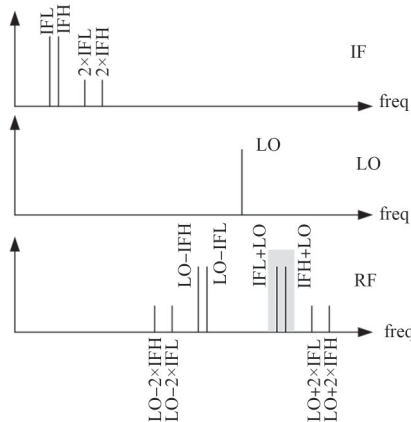 IFL
IFH
2×IFL
2×IFH
IF
freq
LO
LO
freq
LO−IFH
LO−IFL
IFL+LO
IFH+LO
RF
freq
LO−2×IFH
LO−2×IFL
LO+2×IFL
LO+2×IFH